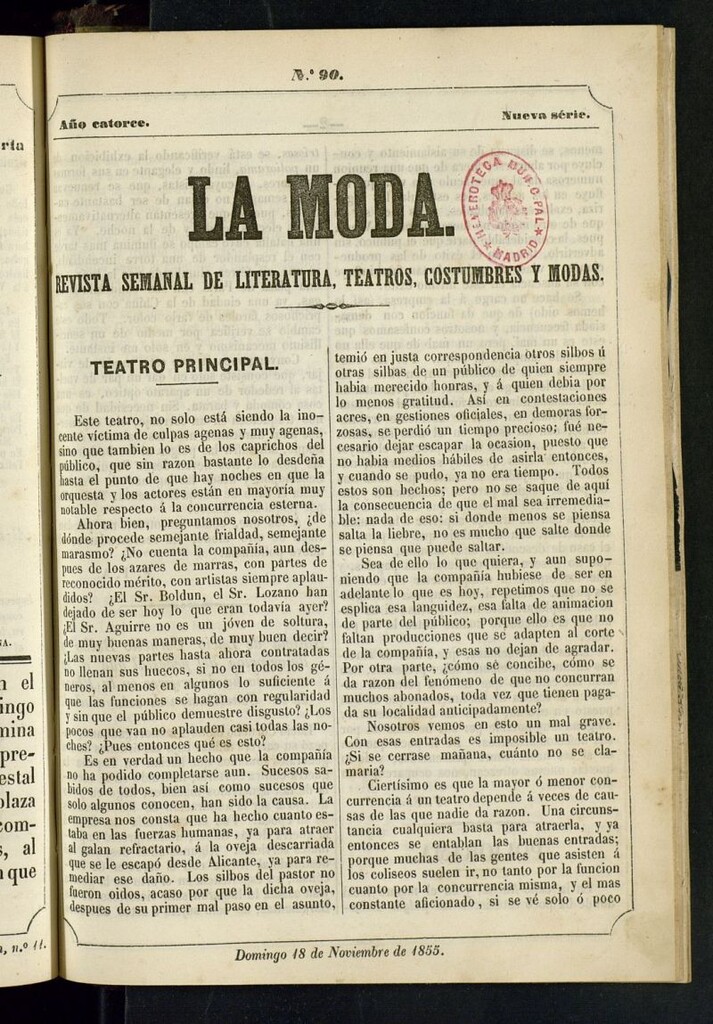 N.º 90.
Año catorce.
Nueva série.
LA MODA.
HEMEROTECA MUNICIPAL
MADRID
REVISTA SEMANAL DE LITERATURA, TEATROS, COSTUMBRES Y MODAS.
TEATRO PRINCIPAL.
Este teatro, no solo está siendo la ino-
cente víctima de culpas agenas y muy agenas,
sino que tambien lo es de los caprichos del
público, que sin razon bastante lo desdeña
hasta el punto de que hay noches en que la
orquesta y los actores están en mayoría muy
notable respecto á la concurrencia esterna.
Ahora bien, preguntamos nosotros, ¿de
dónde procede semejante frialdad, semejante
marasmo? ¿No cuenta la compañía, aun des-
pues de los azares de marras, con partes de
reconocido mérito, con artistas siempre aplau-
didos? ¿El Sr. Boldun, el Sr. Lozano han
dejado de ser hoy lo que eran todavia ayer?
¿El Sr. Aguirre no es un jóven de soltura,
de muy buenas maneras, de muy buen decir?
¿Las nuevas partes hasta ahora contratadas
no llenan sus huecos, si no en todos los gé-
neros, al menos en algunos lo suficiente á
que las funciones se hagan con regularidad
y sin que el público demuestre disgusto? ¿Los
pocos que van no aplauden casi todas las no-
ches? ¿Pues entonces qué es esto?
Es en verdad un hecho que la compañía
no ha podido completarse aun. Sucesos sa-
bidos de todos, bien así como sucesos que
solo algunos conocen, han sido la causa. La
empresa nos consta que ha hecho cuanto es-
taba en las fuerzas humanas, ya para atraer
al galan refractario, á la oveja descarriada
que se le escapó desde Alicante, ya para re-
mediar ese daño. Los silbos del pastor no
fueron oidos, acaso por que la dicha oveja,
despues de su primer mal paso en el asunto,
temió en justa correspondencia otros silbos ú
otras silbas de un público de quien siempre
habia merecido honras, y á quien debia por
lo menos gratitud. Así en contestaciones
acres, en gestiones oficiales, en demoras for-
zosas, se perdió un tiempo precioso; fué ne-
cesario dejar escapar la ocasion, puesto que
no habia medios hábiles de asirla entonces,
y cuando se pudo, ya no era tiempo. Todos
estos son hechos; pero no se saque de aquí
la consecuencia de que el mal sea irremedia-
ble: nada de eso: si donde menos se piensa
salta la liebre, no es mucho que salte donde
se piensa que puede saltar.
Sea de ello lo que quiera, y aun supo-
niendo que la compañía hubiese de ser en
adelante lo que es hoy, repetimos que no se
esplica esa languidez, esa falta de animacion
de parte del público; porque ello es que no
faltan producciones que se adapten al corte
de la compañía, y esas no dejan de agradar.
Por otra parte, ¿cómo se concibe, cómo se
da razon del fenómeno de que no concurran
muchos abonados, toda vez que tienen paga-
da su localidad anticipadamente?
Nosotros vemos en esto un mal grave.
Con esas entradas es imposible un teatro.
¿Si se cerrase mañana, cuánto no se cla-
maria?
Ciertísimo es que la mayor ó menor con-
currencia á un teatro depende á veces de cau-
sas de las que nadie da razon. Una circuns-
tancia cualquiera basta para atraerla, y ya
entonces se entablan las buenas entradas;
porque muchas de las gentes que asisten á
los coliseos suelen ir, no tanto por la funcion
cuanto por la concurrencia misma, y el mas
constante aficionado, si se vé solo ó poco
Domingo 18 de Noviembre de 1855.
el
ingo
mina
pre-
estal
plaza
com-
, al
que
, n.º 11.